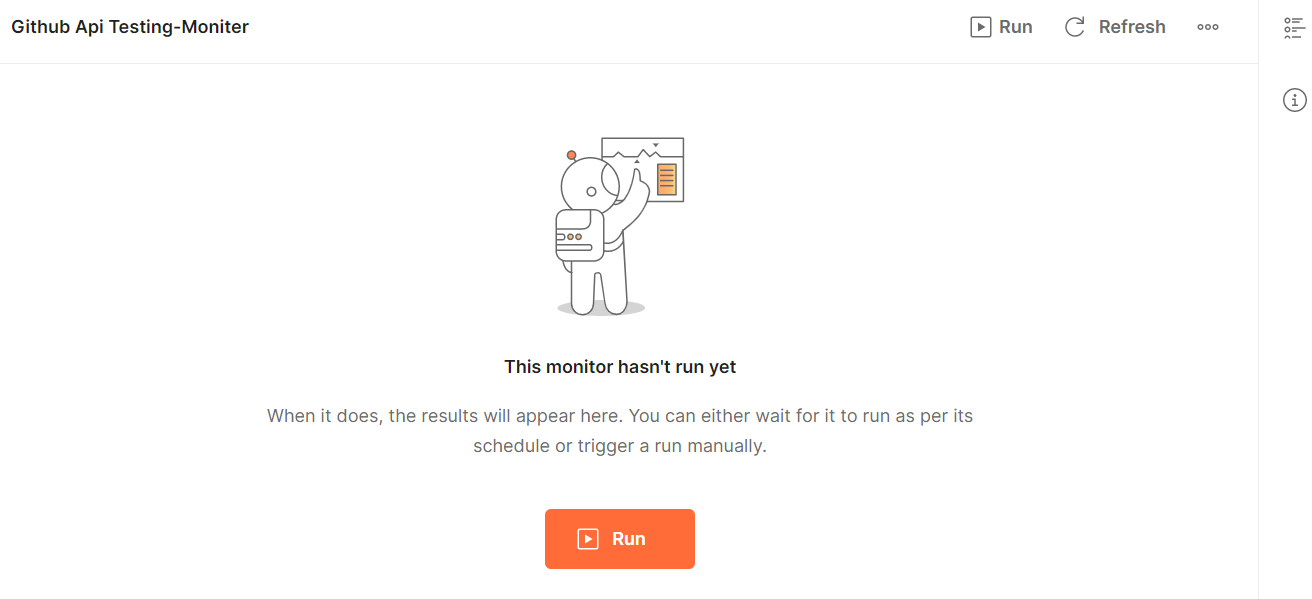 Github Api Testing-Moniter
Run
Refresh
This monitor hasn't run yet
When it does, the results will appear here. You can either wait for it to run as per its
schedule or trigger a run manually.
Run